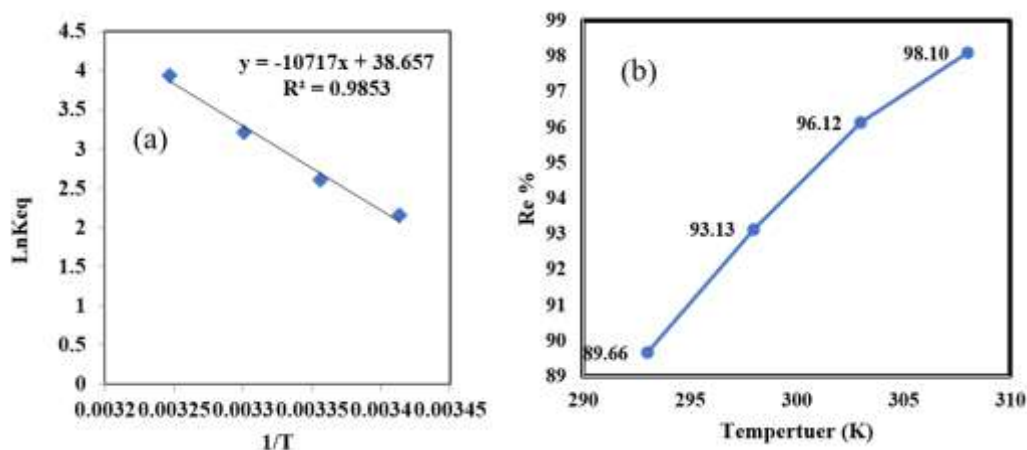 4.5
4
3.5
3
2.5
2
1.5
1
0.5
0
LnKeq
(a)
y = -10717x + 38.657
R² = 0.9853
0.0032 0.00325 0.0033 0.00335 0.0034 0.00345
1/T
99
98
97
96
95
94
93
92
91
90
89
Re %
(b)
98.10
96.12
93.13
89.66
290 295 300 305 310
Tempertuer (K)